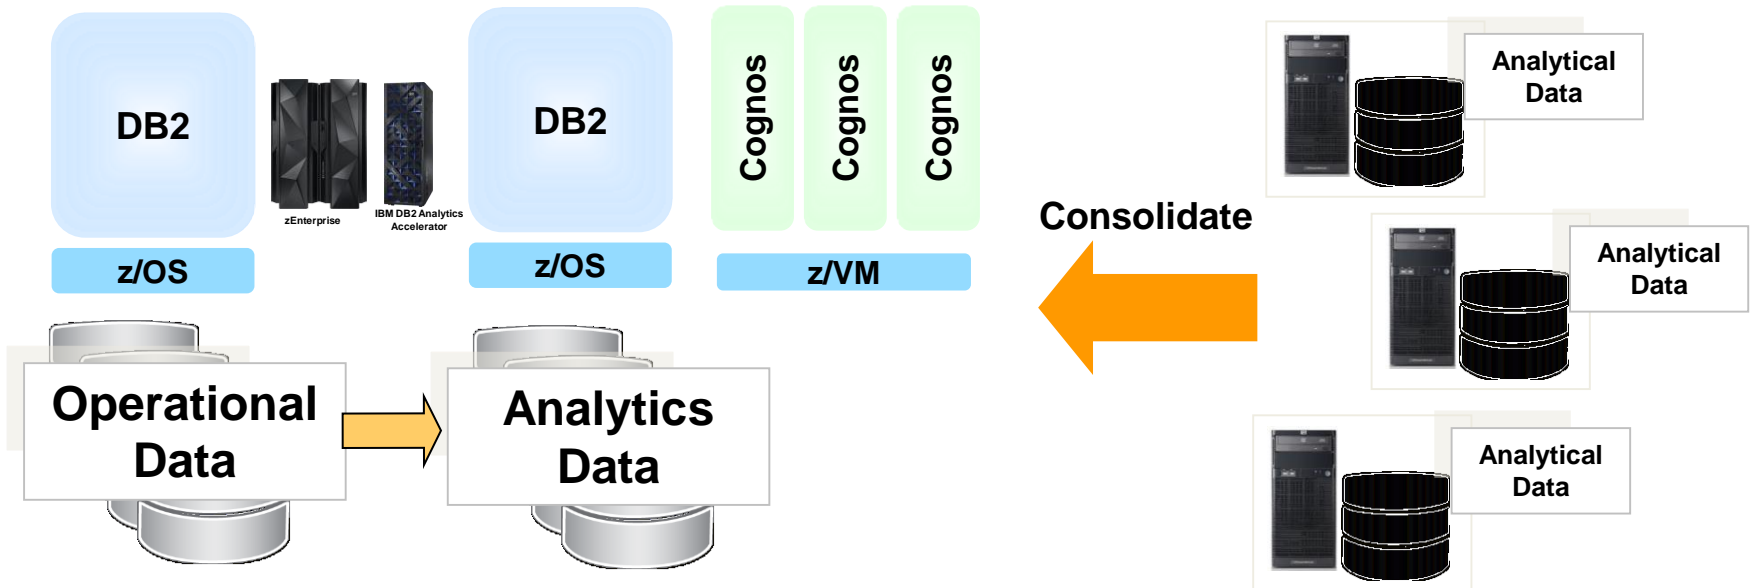 DB2
zEnterprise
IBM DB2 Analytics
Accelerator
DB2
Cognos
Cognos
Cognos
z/OS
z/OS
z/VM
Operational
Data
Analytics
Data
Consolidate
Analytical
Data
Analytical
Data
Analytical
Data